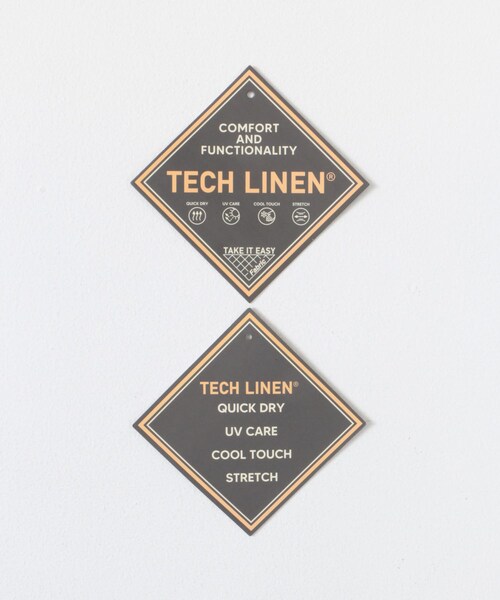 COMFORT
AND
FUNCTIONALITY
TECH LINEN®
QUICK DRY UV CARE COOL TOUCH STRETCH
TAKE IT EASY
Fabric
TECH LINEN®
QUICK DRY
UV CARE
COOL TOUCH
STRETCH